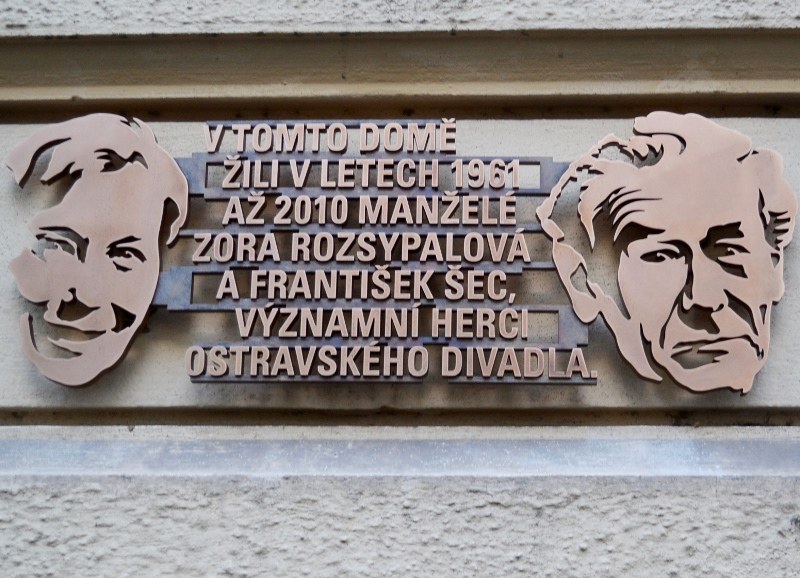 V TOMTO DOMĚ
ŽILI V LETECH 1961
AŽ 2010 MANŽELÉ
ZORA ROZSYPALOVÁ
A FRANTIŠEK ŠEC,
VÝZNAMNÍ HERCI
OSTRAVSKÉHO DIVADLA.